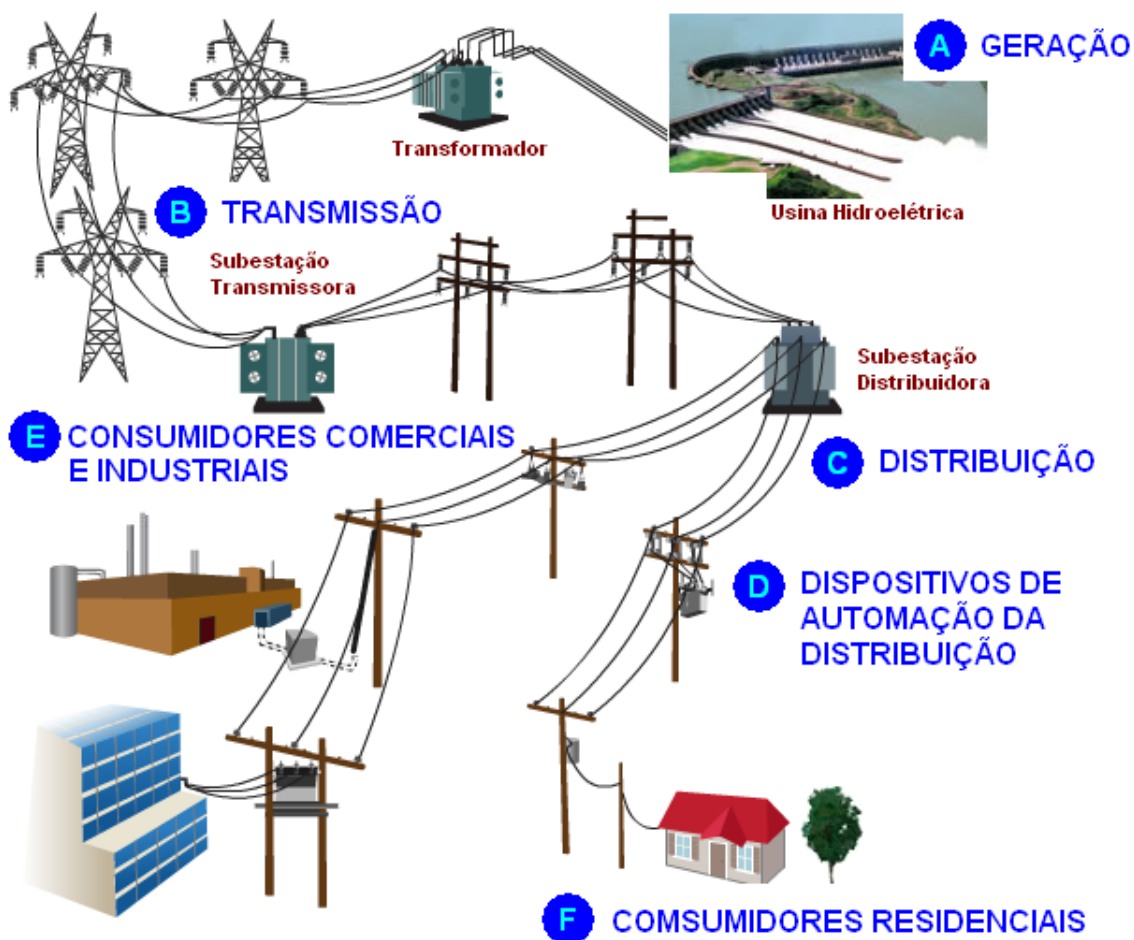 A GERAÇÃO
Transformador
Usina Hidroelétrica
B TRANSMISSÃO
Subestação
Transmissora
Subestação
Distribuidora
E CONSUMIDORES COMERCIAIS
E INDUSTRIAIS
C DISTRIBUIÇÃO
D DISPOSITIVOS DE
AUTOMAÇÃO DA
DISTRIBUIÇÃO
F COMSUMIDORES RESIDENCIAIS